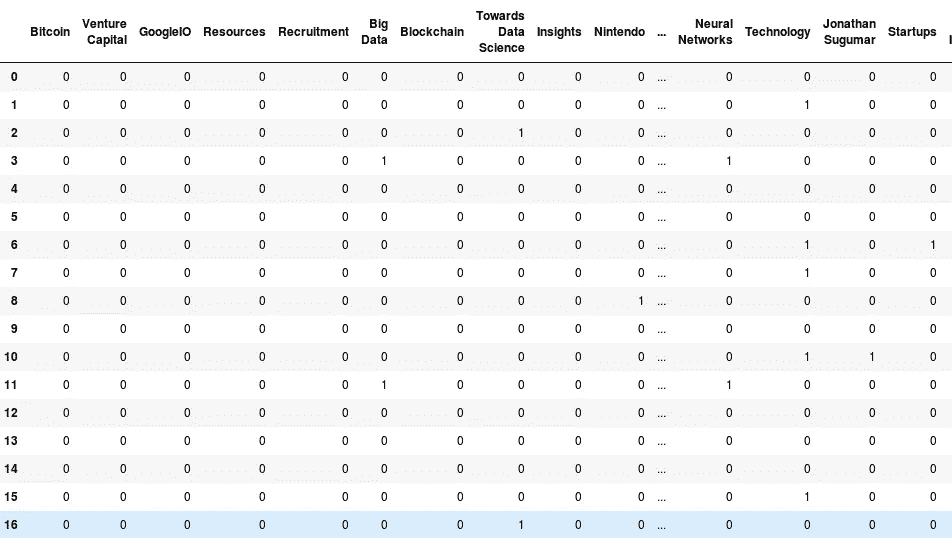 Bitcoin Venture Capital GoogleIO Resources Recruitment Big Data Blockchain Towards Data Science Insights Nintendo ... Neural Networks Technology Jonathan Sugumar Startups
0 0 0 0 0 0 0 0 0 0 0 ... 0 0 0 0
1 0 0 0 0 0 0 0 0 0 0 ... 0 1 0 0
2 0 0 0 0 0 0 0 1 0 0 ... 0 0 0 0
3 0 0 0 0 0 1 0 0 0 0 ... 1 0 0 0
4 0 0 0 0 0 0 0 0 0 0 ... 0 0 0 0
5 0 0 0 0 0 0 0 0 0 0 ... 0 0 0 0
6 0 0 0 0 0 0 0 0 0 0 ... 0 1 0 1
7 0 0 0 0 0 0 0 0 0 0 ... 0 1 0 0
8 0 0 0 0 0 0 0 0 0 1 ... 0 0 0 0
9 0 0 0 0 0 0 0 0 0 0 ... 0 0 0 0
10 0 0 0 0 0 0 0 0 0 0 ... 0 1 1 0
11 0 0 0 0 0 1 0 0 0 0 ... 1 0 0 0
12 0 0 0 0 0 0 0 0 0 0 ... 0 0 0 0
13 0 0 0 0 0 0 0 0 0 0 ... 0 0 0 0
14 0 0 0 0 0 0 0 0 0 0 ... 0 0 0 0
15 0 0 0 0 0 0 0 0 0 0 ... 0 1 0 0
16 0 0 0 0 0 0 0 1 0 0 ... 0 0 0 0